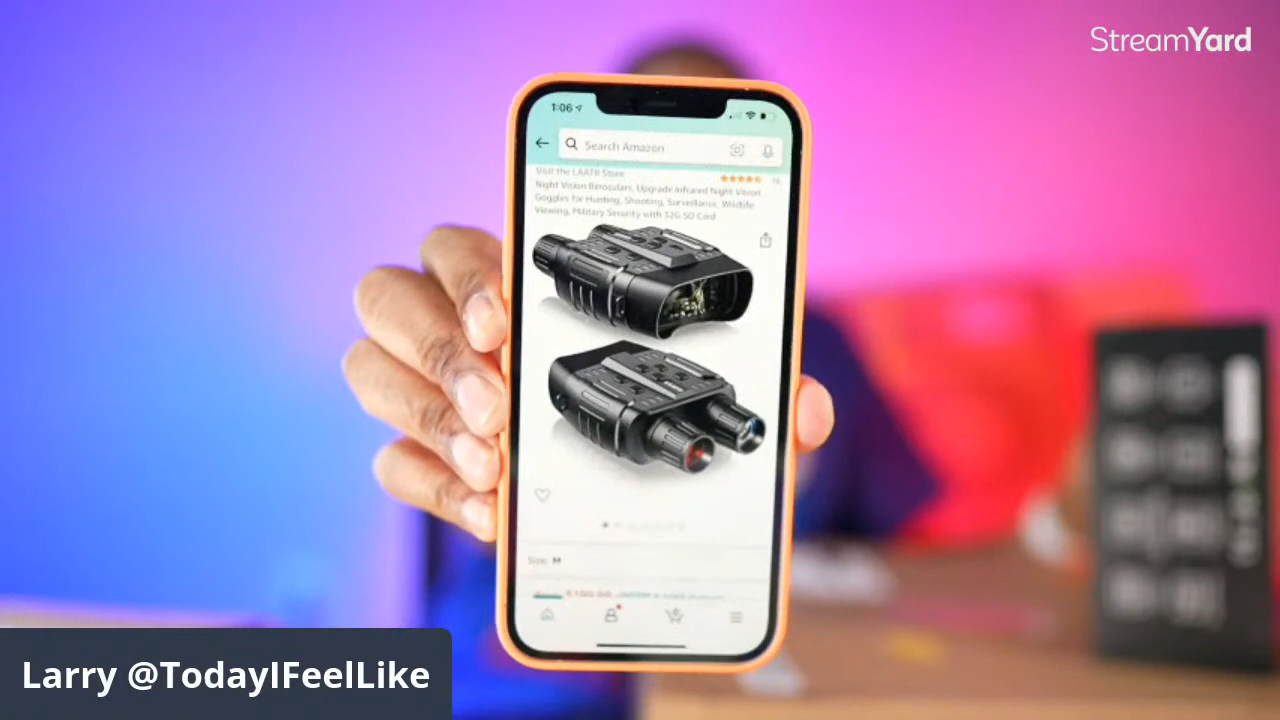 StreamYard
1:06
Search Amazon
Visit the LAATII Store
Night Vision Binoculars, Upgrade Infrared Night Vision
Goggles for Hunting, Shooting, Surveillance, Wildlife
Viewing, Military Security with 32G SD Card
Size: M
Larry @TodayIFeelLike